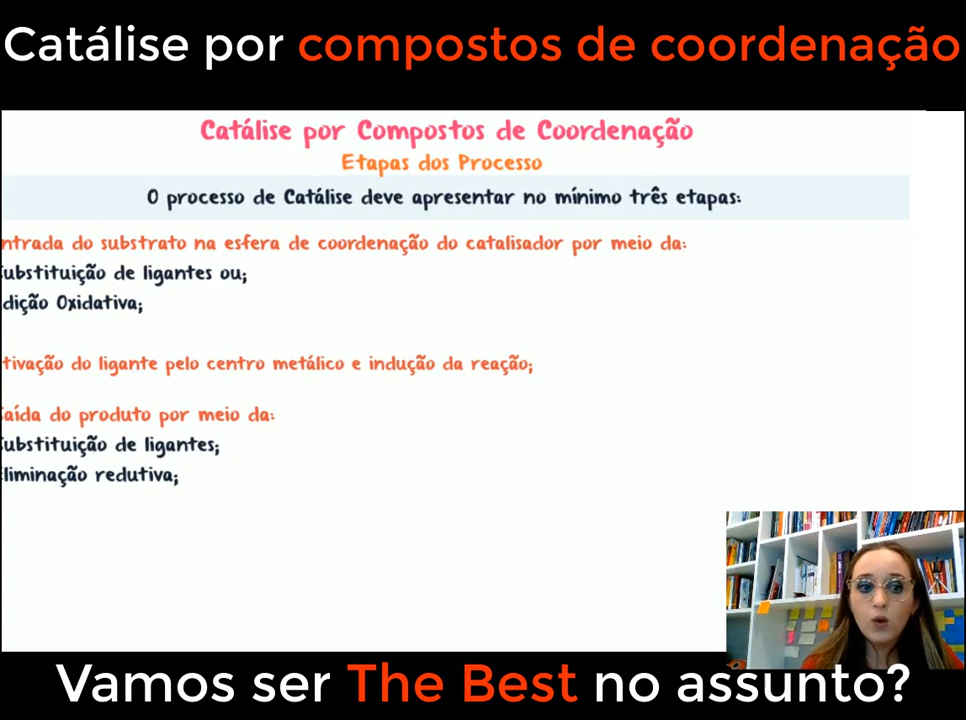 Catálise por compostos de coordenação
Catálise por Compostos de Coordenação
Etapas dos Processo
O processo de Catálise deve apresentar no mínimo três etapas:
ntrada do substrato na esfera de coordenação do catalisador por meio da:
ubstituição de ligantes ou;
dição Oxidativa;
tivação do ligante pelo centro metálico e indução da reação;
aída do produto por meio da:
ubstituição de ligantes;
liminação redutiva;
Vamos ser The Best no assunto?